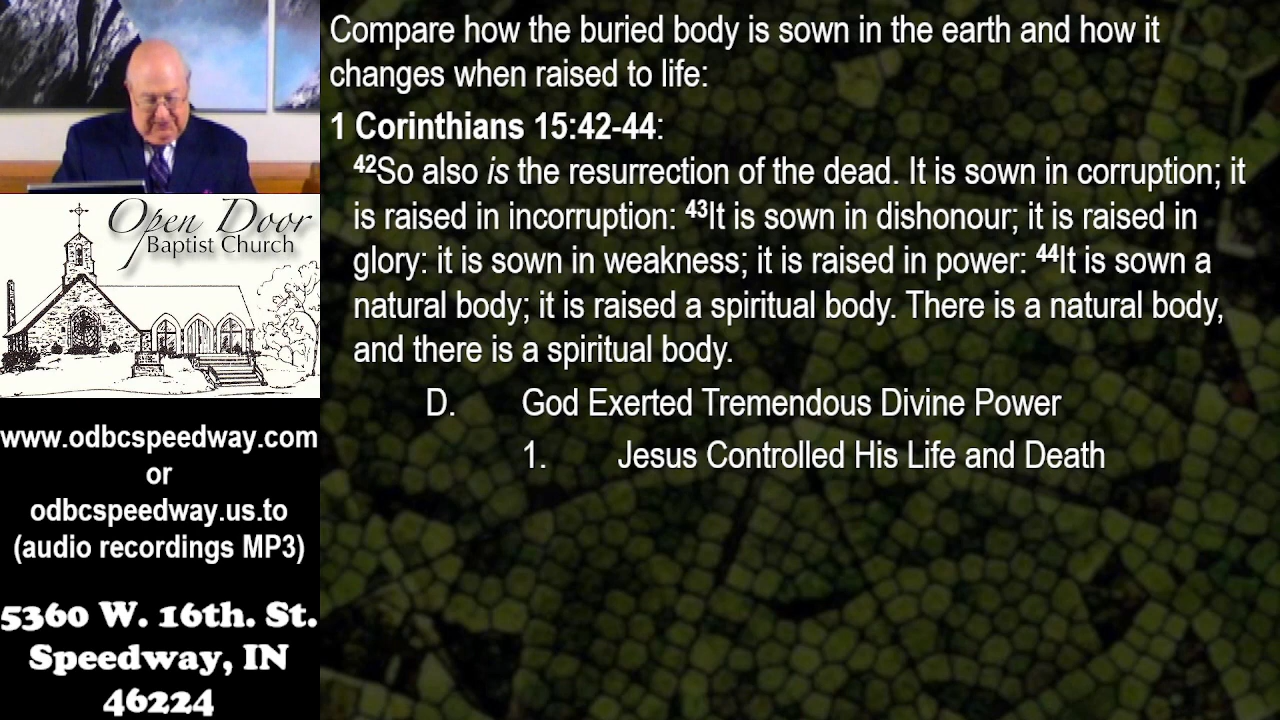 Compare how the buried body is sown in the earth and how it
changes when raised to life:
1 Corinthians 15:42-44:
42So also is the resurrection of the dead. It is sown in corruption; it
is raised in incorruption: 43It is sown in dishonour; it is raised in
glory: it is sown in weakness; it is raised in power: 44It is sown a
natural body; it is raised a spiritual body. There is a natural body,
and there is a spiritual body.
D. God Exerted Tremendous Divine Power
1. Jesus Controlled His Life and Death
Open Door
Baptist Church
www.odbcspeedway.com
or
odbcspeedway.us.to
(audio recordings MP3)
5360 W. 16th. St.
Speedway, IN
46224